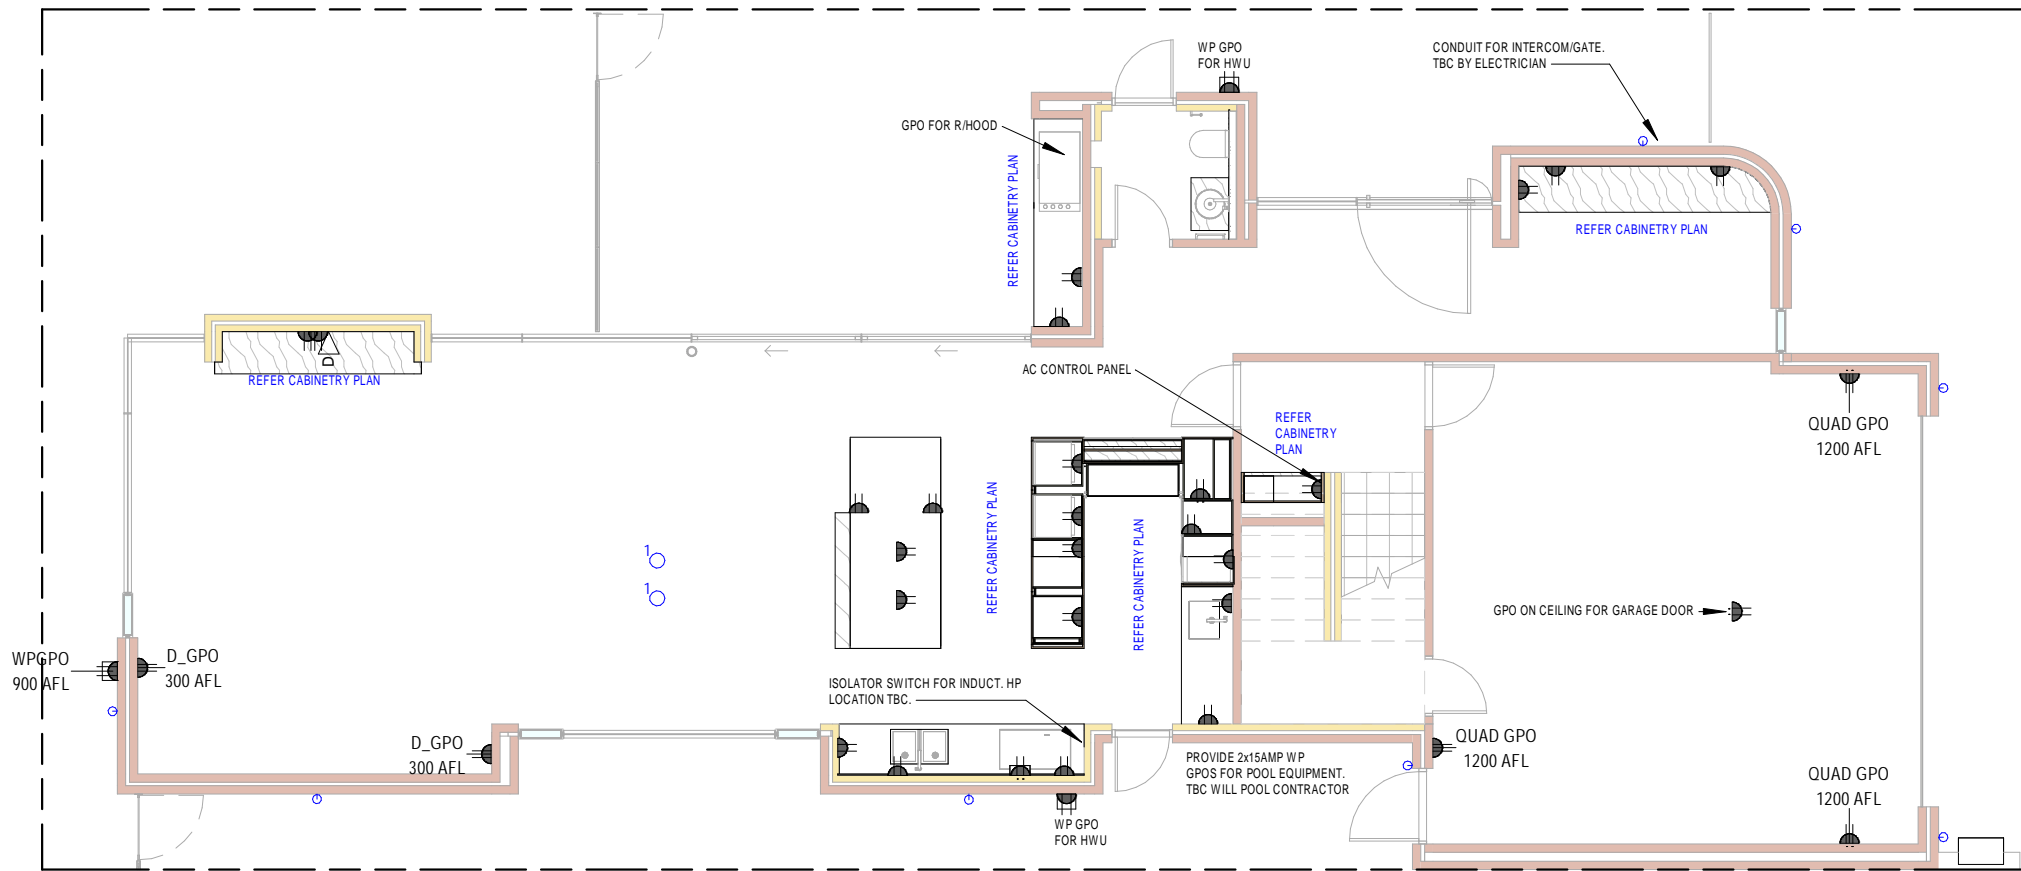 WP GPO
FOR HWU
CONDUIT FOR INTERCOM/GATE.
TBC BY ELECTRICIAN
GPO FOR R/HOOD
REFER CABINETRY PLAN
REFER CABINETRY PLAN
REFER CABINETRY PLAN
D
AC CONTROL PANEL
REFER
CABINETRY
PLAN
QUAD GPO
1200 AFL
REFER CABINETRY PLAN
REFER CABINETRY PLAN
1
1
GPO ON CEILING FOR GARAGE DOOR
WPGPO
900 AFL
D_GPO
300 AFL
ISOLATOR SWITCH FOR INDUCT. HP
LOCATION TBC.
D_GPO
300 AFL
QUAD GPO
1200 AFL
PROVIDE 2x15AMP WP
GPOS FOR POOL EQUIPMENT.
TBC WILL POOL CONTRACTOR
QUAD GPO
1200 AFL
WP GPO
FOR HWU